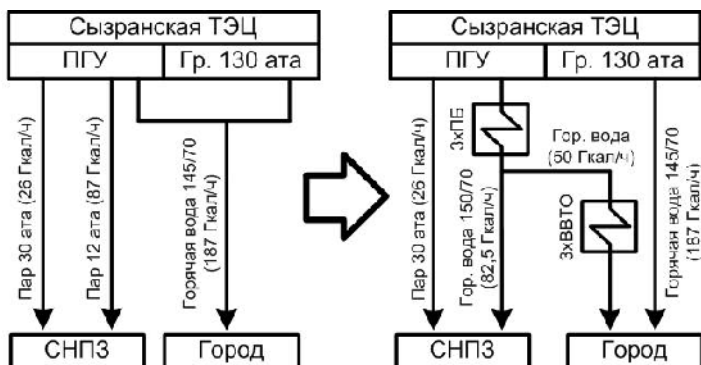 Сызранская ТЭЦ
ПГУ
Гр. 130 ата
Пар 30 ата (26 Гкал/ч)
Пар 12 ата (87 Гкал/ч)
Горячая вода 145/70
(187 Гкал/ч)
СНПЗ
Город
Сызранская ТЭЦ
ПГУ
Гр. 130 ата
3хПБ
Гор. вода
(50 Гкал/ч)
Пар 30 ата (26 Гкал/ч)
Гор. вода 150/70
(82,5 Гкал/ч)
3хВВТО
Горячая вода 145/70
(187 Гкал/ч)
СНПЗ
Город